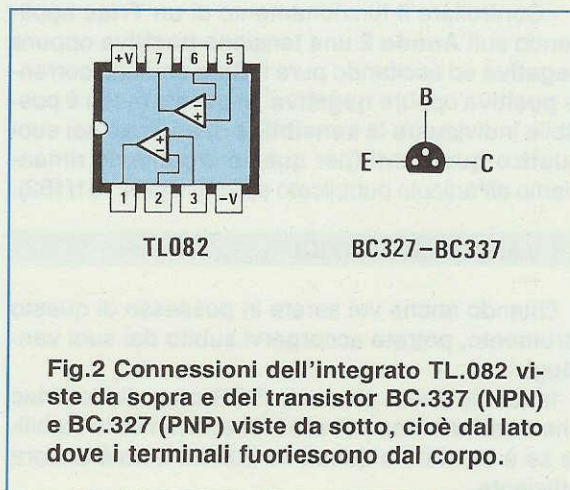 +V 7 6 5
1 2 3 -V
TL082
B
E C
BC327-BC337
Fig.2 Connessioni dell'integrato TL.082 vi-
ste da sopra e dei transistor BC.337 (NPN)
e BC.327 (PNP) viste da sotto, cioè dal lato
dove i terminali fuoriescono dal corpo.